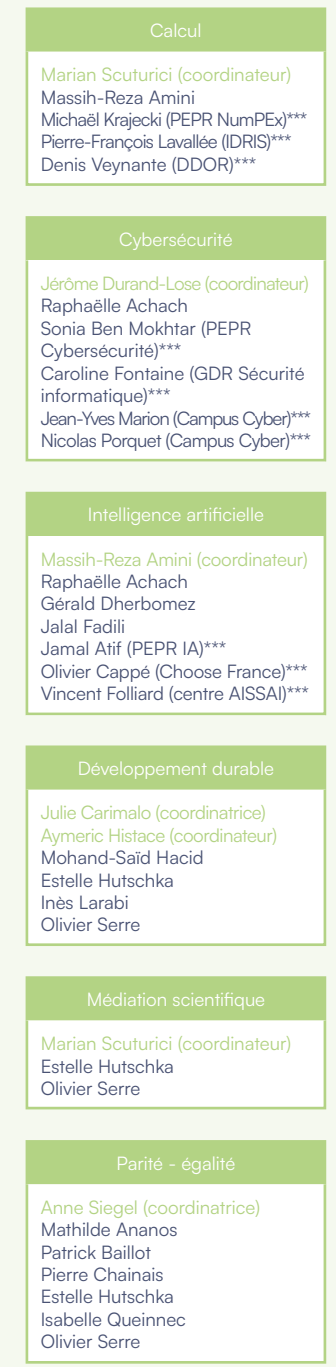 Calcul
Marian Scuturici (coordinateur)
Massih-Reza Amini
Michaël Krajecki (PEPR NumPEx)***
Pierre-François Lavallée (IDRIS)***
Denis Veynante (DDOR)***
Cybersécurité
Jérôme Durand-Lose (coordinateur)
Raphaëlle Achach
Sonia Ben Mokhtar (PEPR
Cybersécurité)***
Caroline Fontaine (GDR Sécurité
informatique)***
Jean-Yves Marion (Campus Cyber)***
Nicolas Porquet (Campus Cyber)***
Intelligence artificielle
Massih-Reza Amini (coordinateur)
Raphaëlle Achach
Gérald Dherbomez
Jalal Fadili
Jamal Atif (PEPR IA)***
Olivier Cappé (Choose France)***
Vincent Folliard (centre AISSAI)***
Développement durable
Julie Carimalo (coordinatrice)
Aymeric Histace (coordinateur)
Mohand-Saïd Hacid
Estelle Hutschka
Inès Larabi
Olivier Serre
Médiation scientifique
Marian Scuturici (coordinateur)
Estelle Hutschka
Olivier Serre
Parité - égalité
Anne Siegel (coordinatrice)
Mathilde Ananos
Patrick Baillot
Pierre Chainais
Estelle Hutschka
Isabelle Queinnec
Olivier Serre